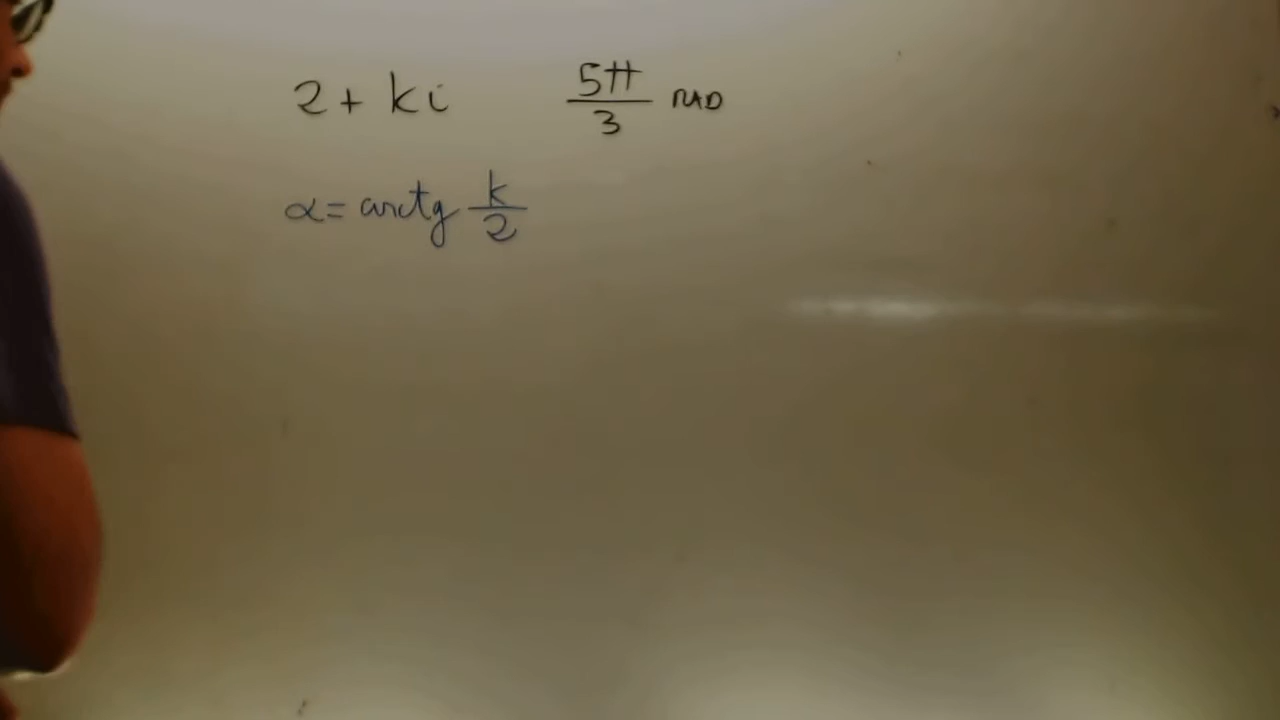 2 + ki 5π/3 RAD
α = arctg k/2